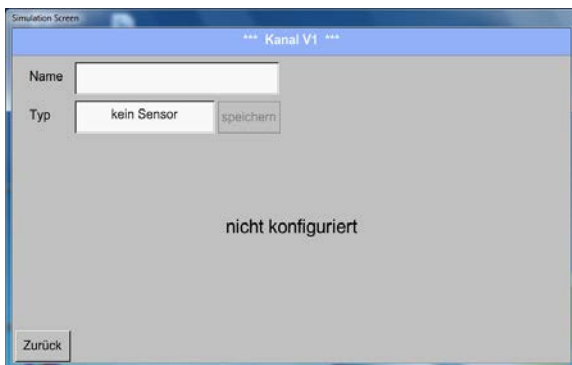 Simulation Screen
*** Kanal V1 ***
Name
Typ kein Sensor speichern
nicht konfiguriert
Zurück